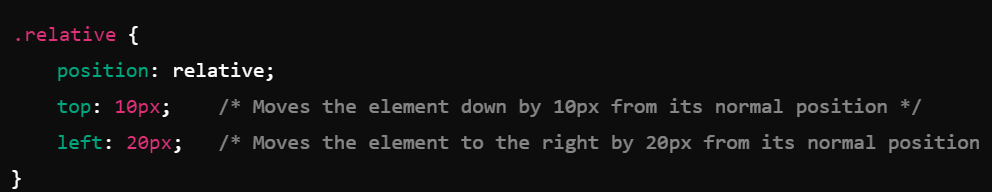 .relative {
    position: relative;
    top: 10px;    /* Moves the element down by 10px from its normal position */
    left: 20px;   /* Moves the element to the right by 20px from its normal position
}